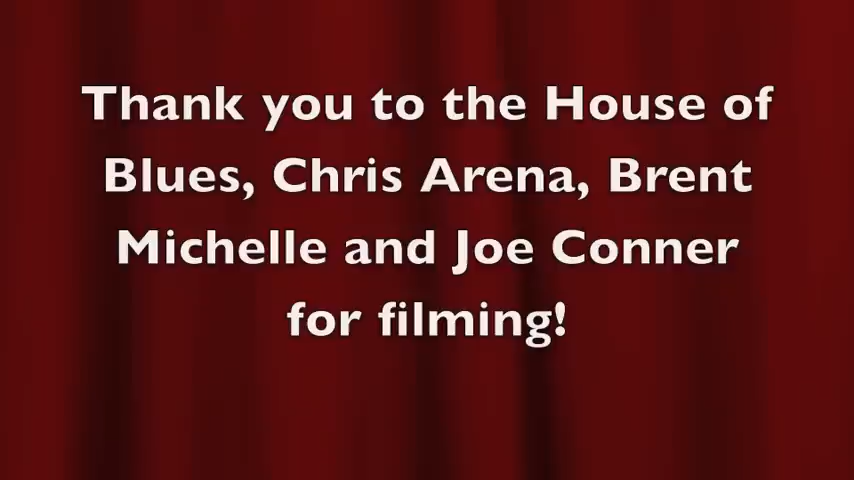 Thank you to the House of
Blues, Chris Arena, Brent
Michelle and Joe Conner
for filming!